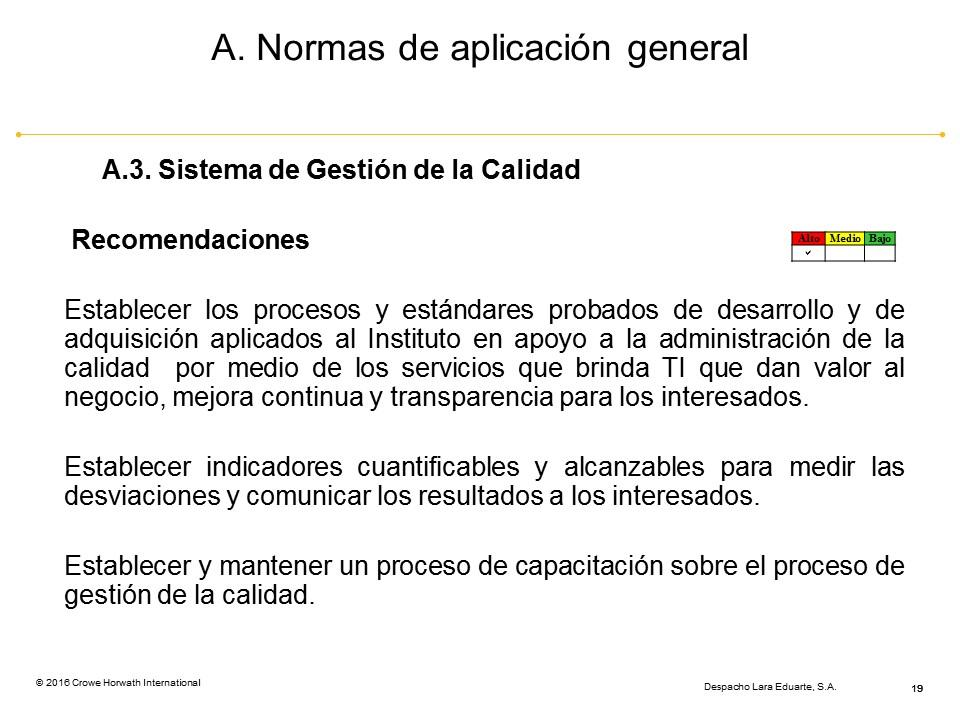 A. Normas de aplicación general
A.3. Sistema de Gestión de la Calidad
Recomendaciones
Alto Medio Bajo
✓
Establecer los procesos y estándares probados de desarrollo y de
adquisición aplicados al Instituto en apoyo a la administración de la
calidad por medio de los servicios que brinda TI que dan valor al
negocio, mejora continua y transparencia para los interesados.
Establecer indicadores cuantificables y alcanzables para medir las
desviaciones y comunicar los resultados a los interesados.
Establecer y mantener un proceso de capacitación sobre el proceso de
gestión de la calidad.
© 2016 Crowe Horwath International
Despacho Lara Eduarte, S.A.
19